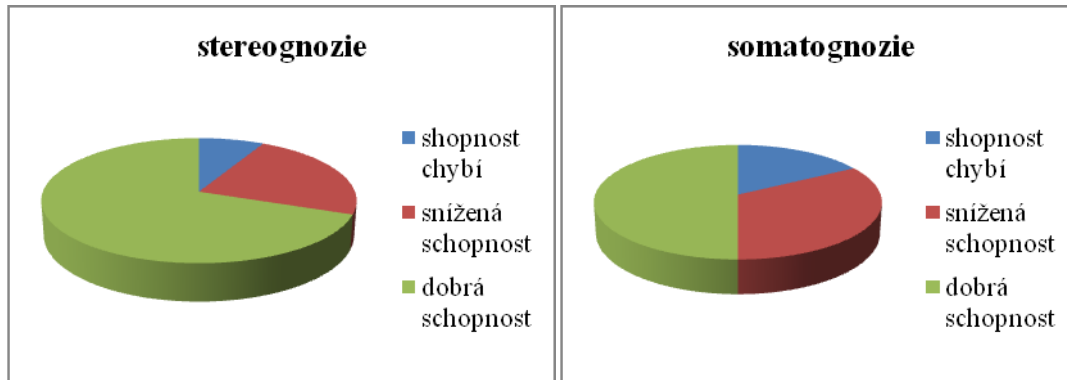 stereognozie
shopnost
chybí
snížená
schopnost
dobrá
schopnost
somatognozie
shopnost
chybí
snížená
schopnost
dobrá
schopnost